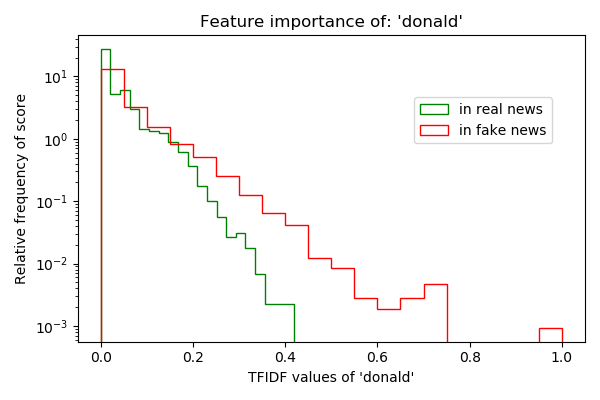 Feature importance of: 'donald'
Relative frequency of score
10¹
10⁰
10⁻¹
10⁻²
10⁻³
in real news
in fake news
0.0 0.2 0.4 0.6 0.8 1.0
TFIDF values of 'donald'